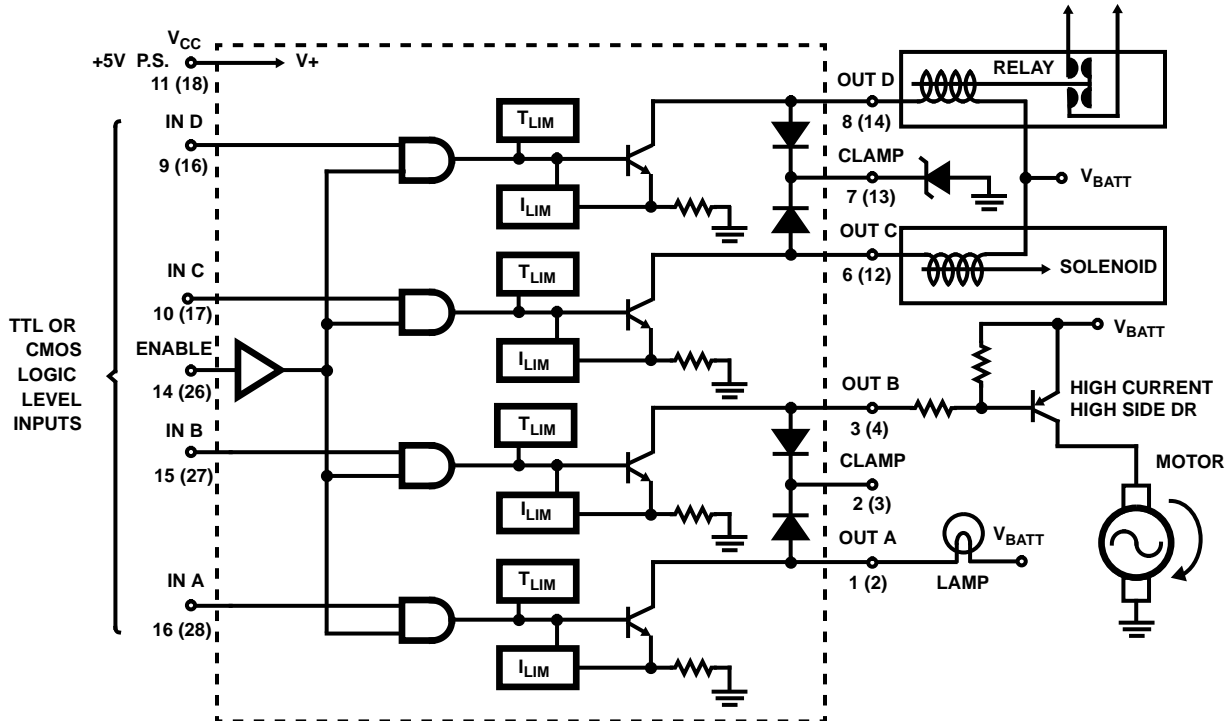 V_CC
+5V P.S.
11 (18)
V+
IN D
9 (16)
T_LIM
I_LIM
OUT D
8 (14)
RELAY
CLAMP
7 (13)
V_BATT
IN C
10 (17)
T_LIM
I_LIM
OUT C
6 (12)
SOLENOID
TTL OR
CMOS
LOGIC
LEVEL
INPUTS
ENABLE
14 (26)
V_BATT
HIGH CURRENT
HIGH SIDE DR
IN B
15 (27)
T_LIM
I_LIM
OUT B
3 (4)
CLAMP
2 (3)
MOTOR
IN A
16 (28)
T_LIM
I_LIM
OUT A
1 (2)
LAMP
V_BATT